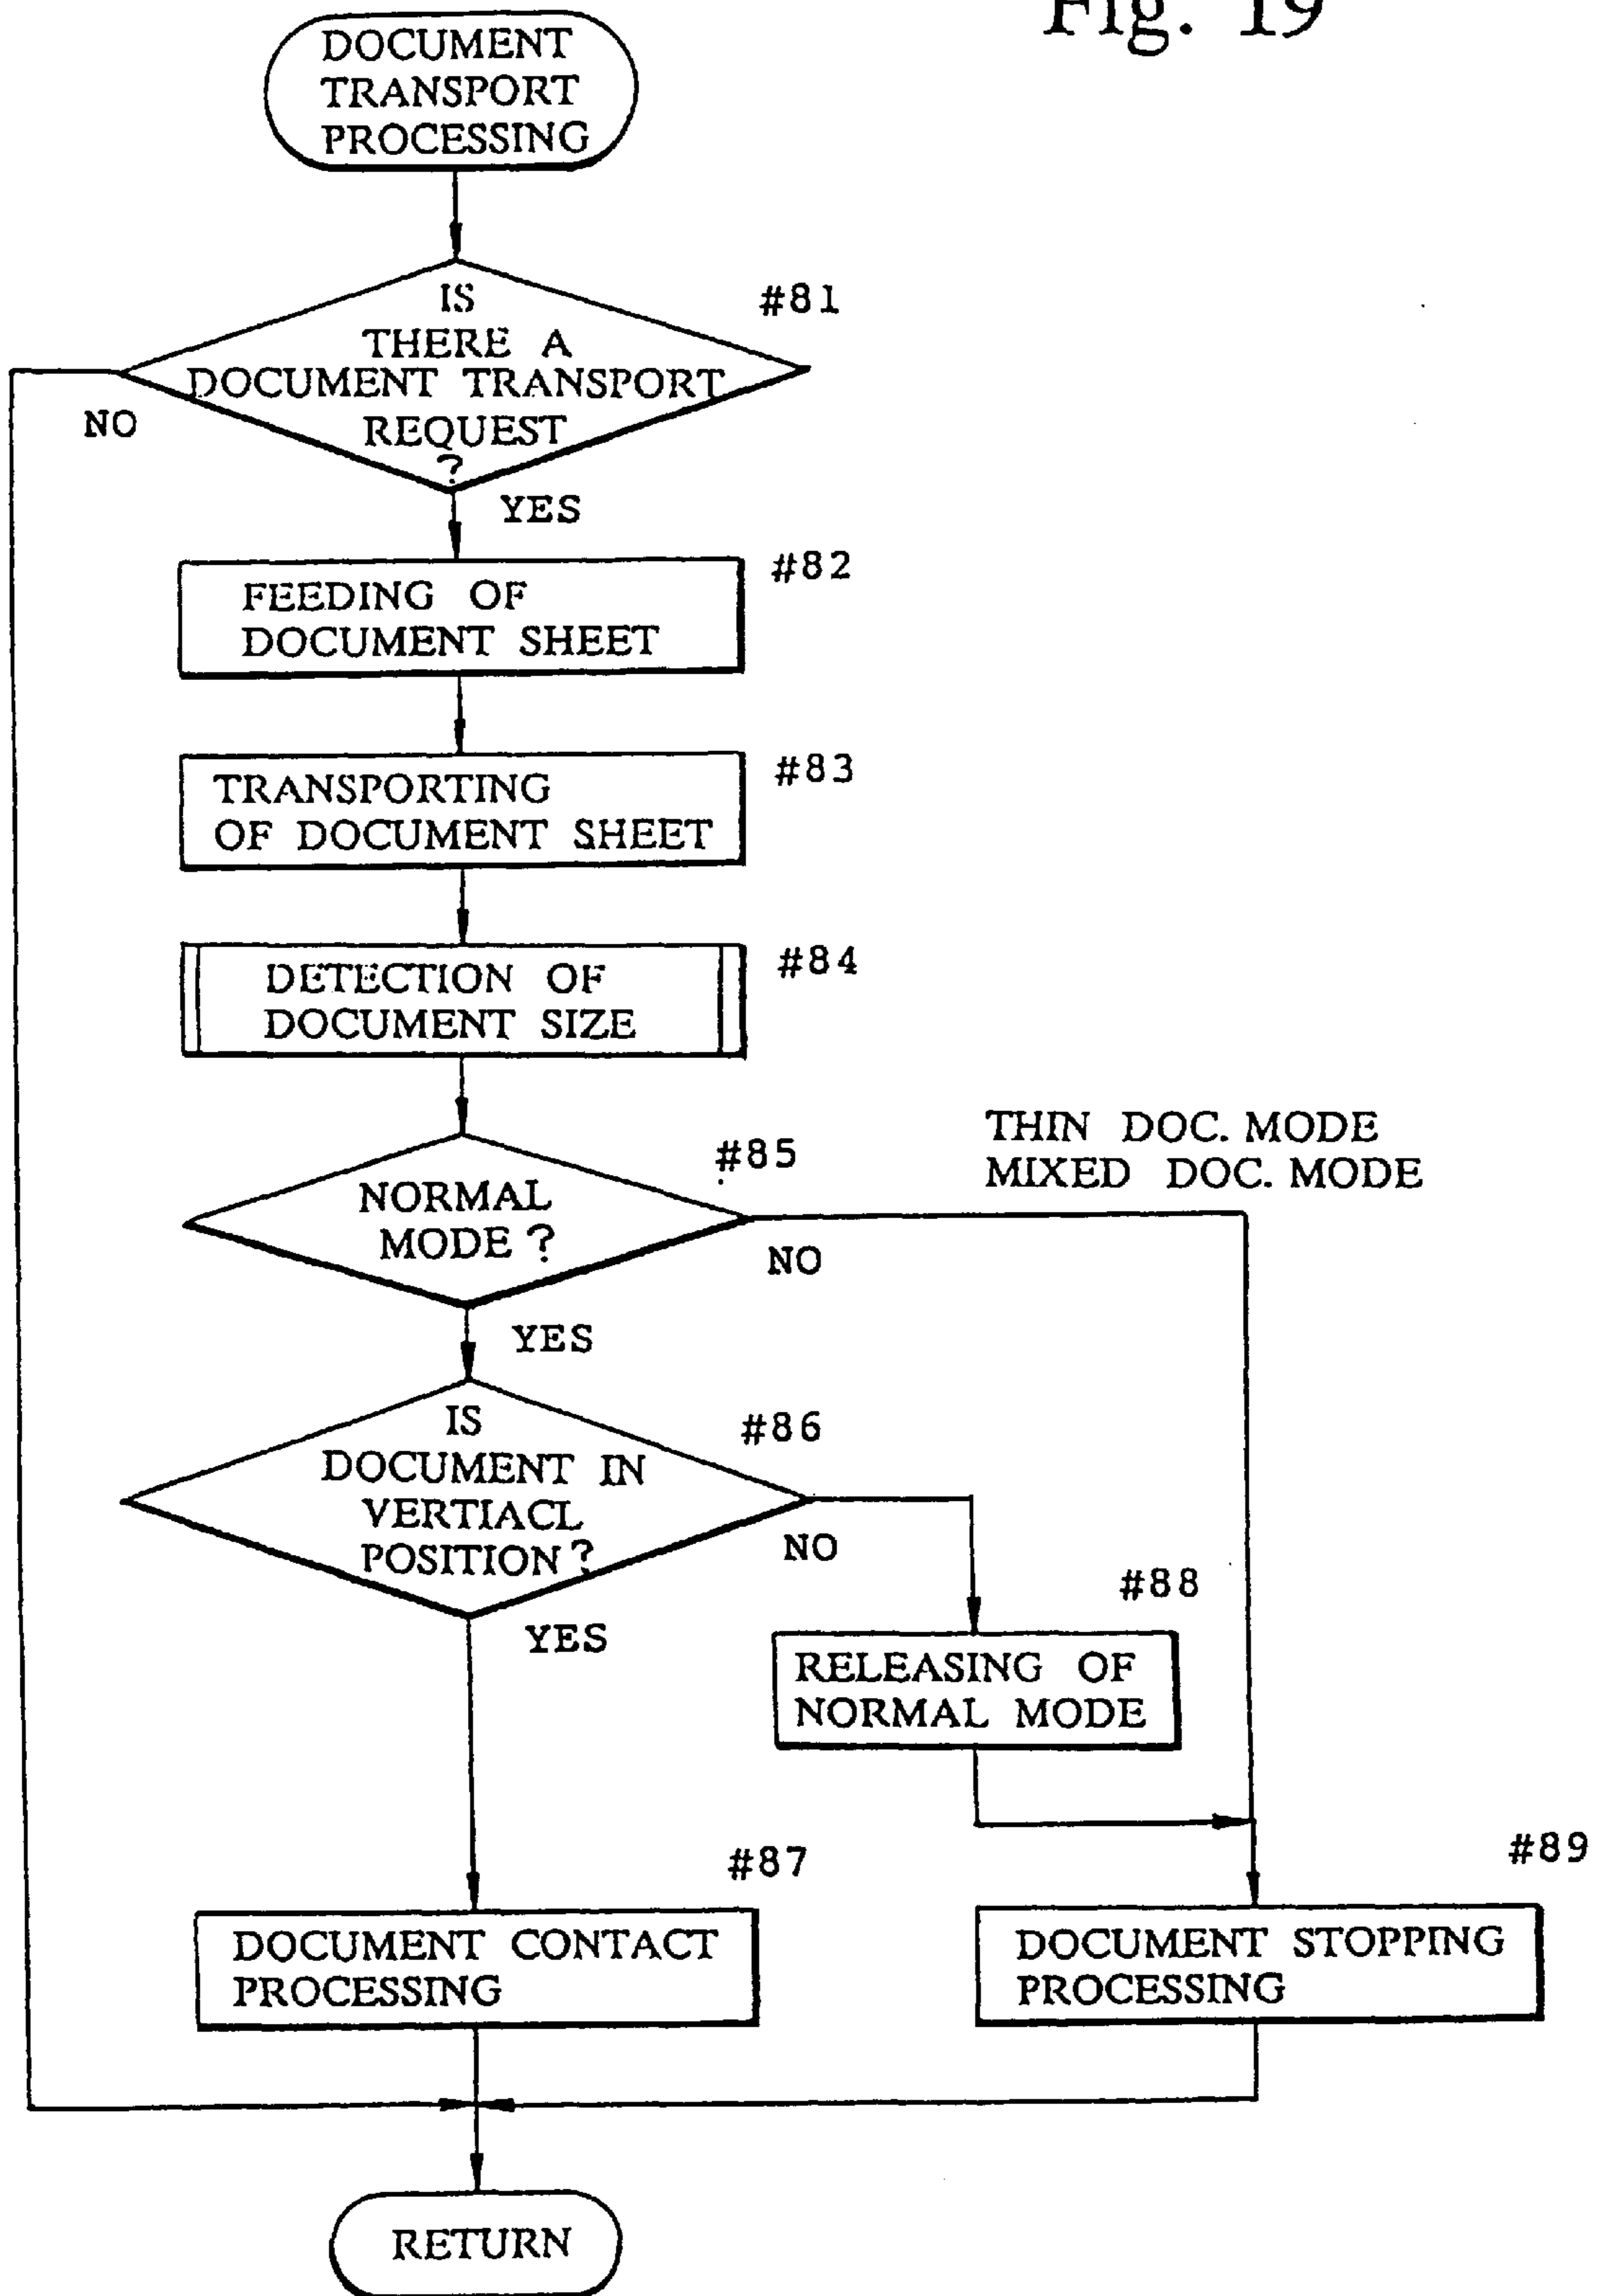 Fig. 19
DOCUMENT
TRANSPORT
PROCESSING
#81
IS
THERE A
DOCUMENT TRANSPORT
REQUEST
?
NO
YES
#82
FEEDING OF
DOCUMENT SHEET
#83
TRANSPORTING
OF DOCUMENT SHEET
#84
DETECTION OF
DOCUMENT SIZE
THIN DOC. MODE
MIXED DOC. MODE
#85
NORMAL
MODE ?
NO
YES
#86
IS
DOCUMENT IN
VERTIACL
POSITION ?
NO
YES
#88
RELEASING OF
NORMAL MODE
#87
DOCUMENT CONTACT
PROCESSING
#89
DOCUMENT STOPPING
PROCESSING
RETURN